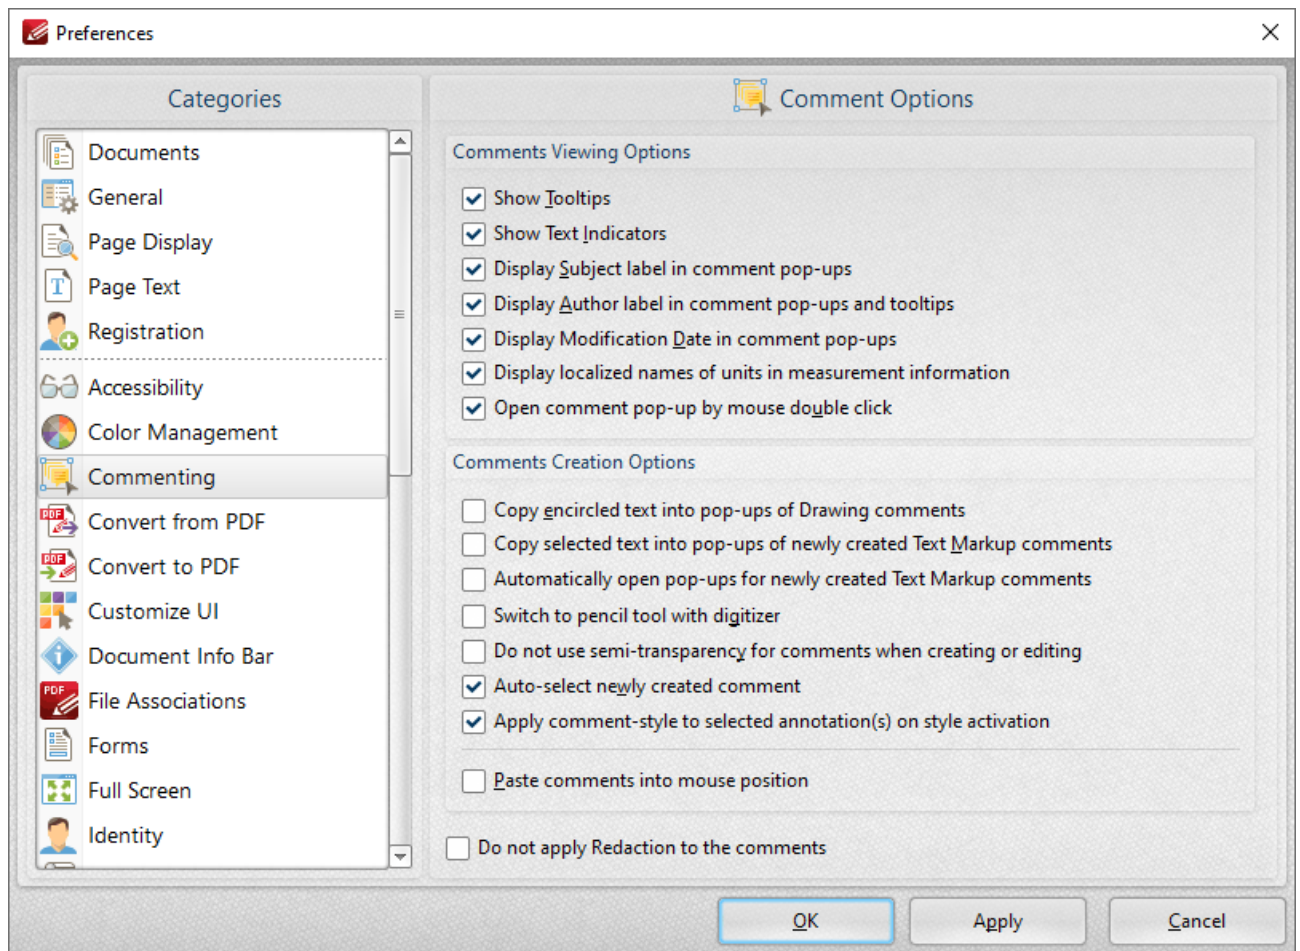 Preferences
Categories
Documents
General
Page Display
Page Text
Registration
Accessibility
Color Management
Commenting
Convert from PDF
Convert to PDF
Customize UI
Document Info Bar
File Associations
Forms
Full Screen
Identity
Comment Options
Comments Viewing Options
Show Tooltips
Show Text Indicators
Display Subject label in comment pop-ups
Display Author label in comment pop-ups and tooltips
Display Modification Date in comment pop-ups
Display localized names of units in measurement information
Open comment pop-up by mouse double click
Comments Creation Options
Copy encircled text into pop-ups of Drawing comments
Copy selected text into pop-ups of newly created Text Markup comments
Automatically open pop-ups for newly created Text Markup comments
Switch to pencil tool with digitizer
Do not use semi-transparency for comments when creating or editing
Auto-select newly created comment
Apply comment-style to selected annotation(s) on style activation
Paste comments into mouse position
Do not apply Redaction to the comments
OK
Apply
Cancel